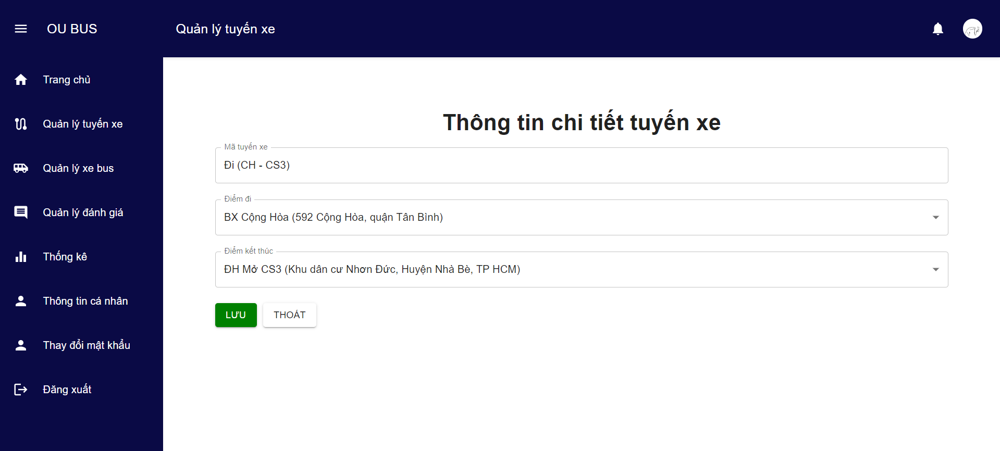 OU BUS
Quản lý tuyến xe
Trang chủ
Quản lý tuyến xe
Quản lý xe bus
Quản lý đánh giá
Thống kê
Thông tin cá nhân
Thay đổi mật khẩu
Đăng xuất
Thông tin chi tiết tuyến xe
Mã tuyến xe
Đi (CH - CS3)
Điểm đi
BX Cộng Hòa (592 Cộng Hòa, quận Tân Bình)
Điểm kết thúc
ĐH Mở CS3 (Khu dân cư Nhơn Đức, Huyện Nhà Bè, TP HCM)
LƯU
THOÁT